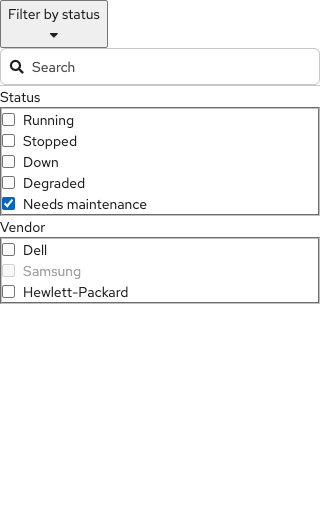 Filter by status
Search
Status
Running
Stopped
Down
Degraded
Needs maintenance
Vendor
Dell
Samsung
Hewlett-Packard